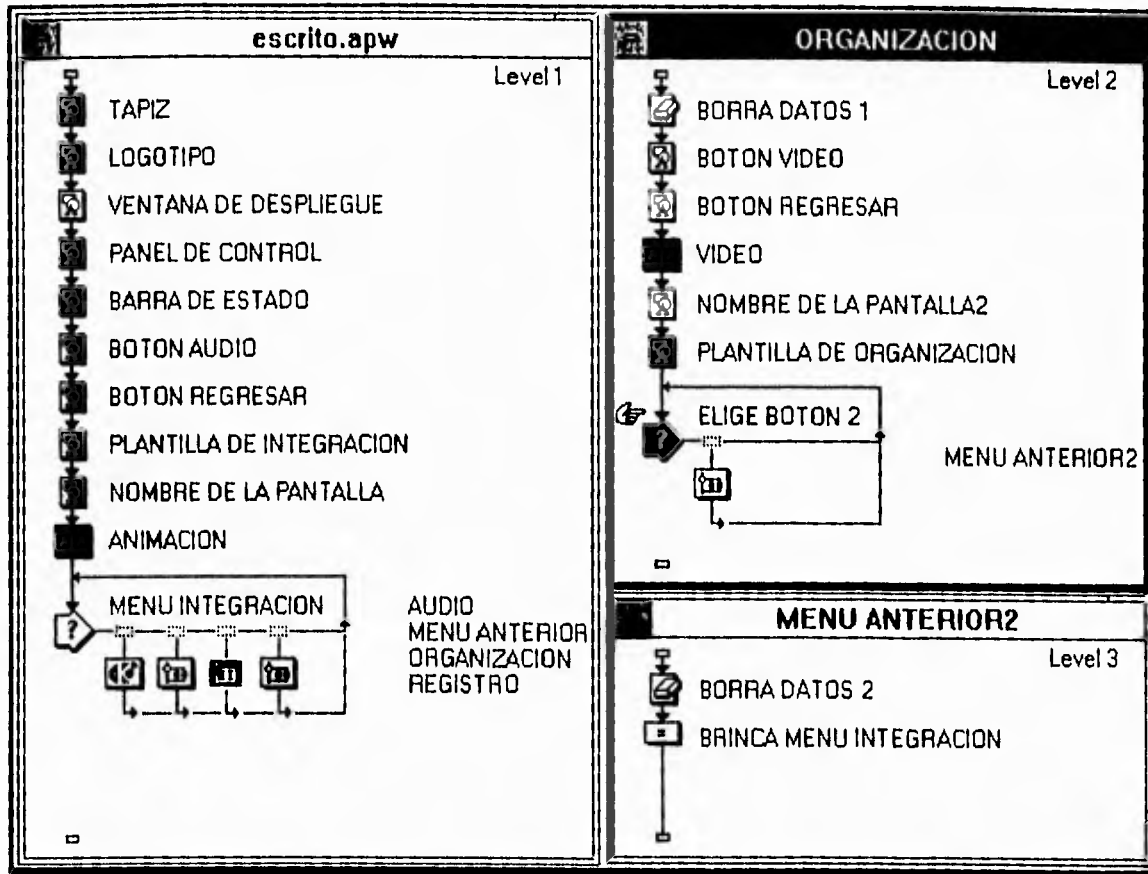 escrito.apw
Level 1
TAPIZ
LOGOTIPO
VENTANA DE DESPLIEGUE
PANEL DE CONTROL
BARRA DE ESTADO
BOTON AUDIO
BOTON REGRESAR
PLANTILLA DE INTEGRACION
NOMBRE DE LA PANTALLA
ANIMACION
MENU INTEGRACION
?
AUDIO
MENU ANTERIOR
ORGANIZACION
REGISTRO
ORGANIZACION
Level 2
BORRA DATOS 1
BOTON VIDEO
BOTON REGRESAR
VIDEO
NOMBRE DE LA PANTALLA2
PLANTILLA DE ORGANIZACION
ELIGE BOTON 2
?
MENU ANTERIOR2
MENU ANTERIOR2
Level 3
BORRA DATOS 2
BRINCA MENU INTEGRACION